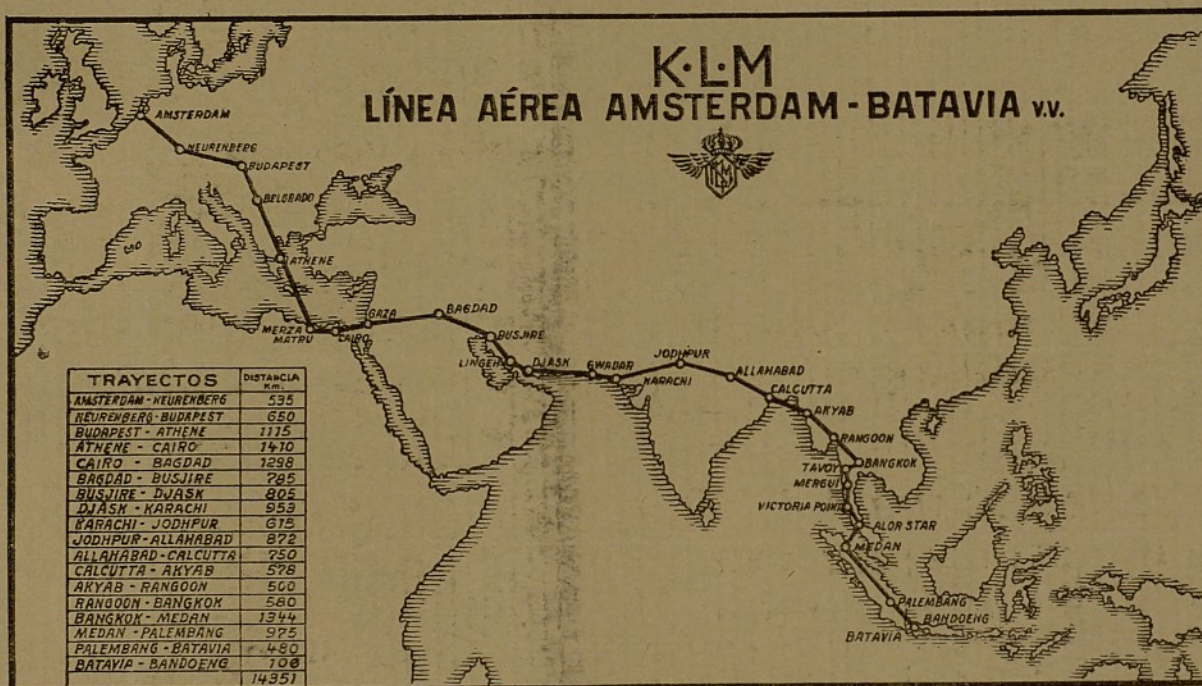 K·L·M
LÍNEA AÉREA AMSTERDAM - BATAVIA v.v.
KLM
AMSTERDAM
NEURENBERG
BUDAPEST
BELGRADO
ATHENE
MERZA MATRU
CAIRO
GAZA
BAGDAD
BUSJIRE
LINGEH
DJASK
GWADAR
KARACHI
JODHPUR
ALLAHABAD
CALCUTTA
AKYAB
RANGOON
BANGKOK
TAVOY
MERGUI
VICTORIA POINT
ALOR STAR
MEDAN
PALEMBANG
BANDOENG
BATAVIA
TRAYECTOS DISTANCIA Km.
AMSTERDAM - NEURENBERG 535
NEURENBERG - BUDAPEST 650
BUDAPEST - ATHENE 1115
ATHENE - CAIRO 1410
CAIRO - BAGDAD 1298
BAGDAD - BUSJIRE 785
BUSJIRE - DJASK 805
DJASK - KARACHI 953
KARACHI - JODHPUR 615
JODHPUR - ALLAHABAD 872
ALLAHABAD - CALCUTTA 750
CALCUTTA - AKYAB 578
AKYAB - RANGOON 500
RANGOON - BANGKOK 580
BANGKOK - MEDAN 1344
MEDAN - PALEMBANG 975
PALEMBANG - BATAVIA 480
BATAVIA - BANDOENG 106
14351